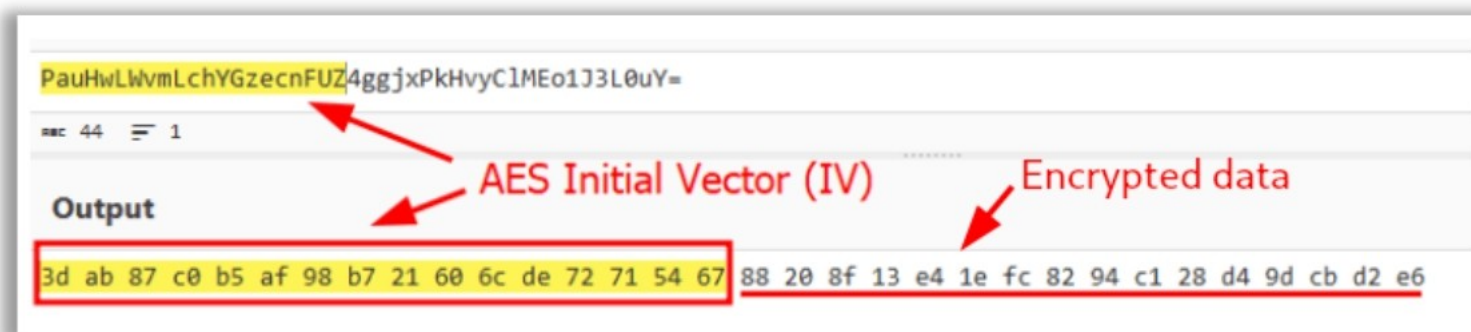 PauHwLWvmLchYGzecnFUZ4ggjxPkHvyClMEo1J3L0uY=
44 1
AES Initial Vector (IV)
Encrypted data
Output
3d ab 87 c0 b5 af 98 b7 21 60 6c de 72 71 54 67 88 20 8f 13 e4 1e fc 82 94 c1 28 d4 9d cb d2 e6